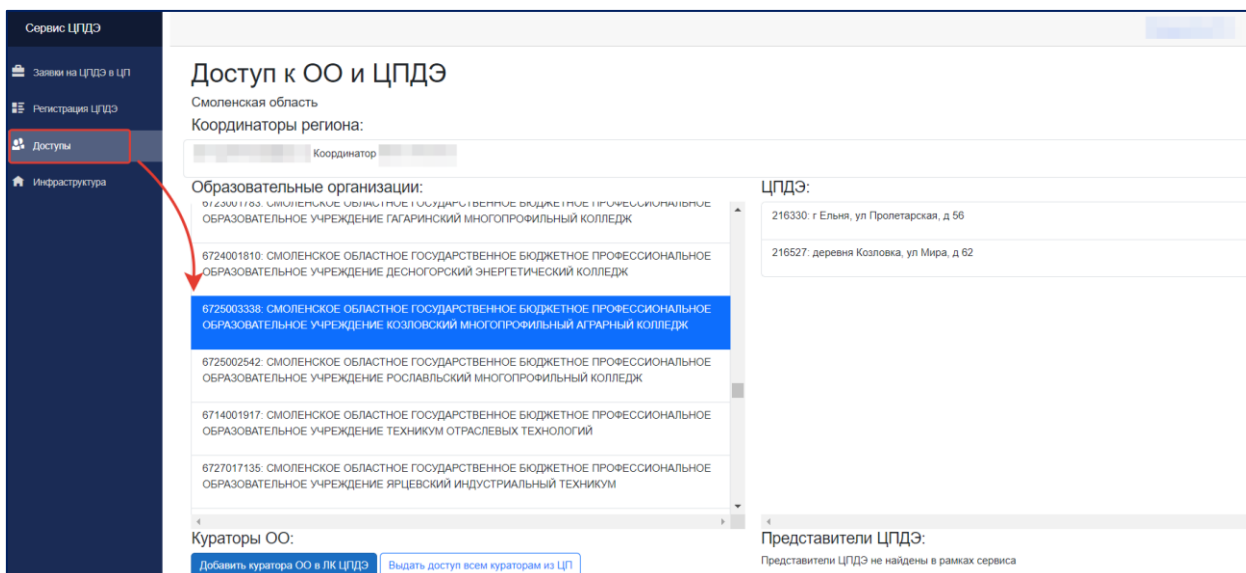 Сервис ЦПДЭ
Заявки на ЦПДЭ в ЦП
Регистрация ЦПДЭ
Доступы
Инфраструктура
Доступ к ОО и ЦПДЭ
Смоленская область
Координаторы региона:
Координатор
Образовательные организации:
6723001783: СМОЛЕНСКОЕ ОБЛАСТНОЕ ГОСУДАРСТВЕННОЕ БЮДЖЕТНОЕ ПРОФЕССИОНАЛЬНОЕ
ОБРАЗОВАТЕЛЬНОЕ УЧРЕЖДЕНИЕ ГАГАРИНСКИЙ МНОГОПРОФИЛЬНЫЙ КОЛЛЕДЖ
6724001810: СМОЛЕНСКОЕ ОБЛАСТНОЕ ГОСУДАРСТВЕННОЕ БЮДЖЕТНОЕ ПРОФЕССИОНАЛЬНОЕ
ОБРАЗОВАТЕЛЬНОЕ УЧРЕЖДЕНИЕ ДЕСНОГОРСКИЙ ЭНЕРГЕТИЧЕСКИЙ КОЛЛЕДЖ
6725003338: СМОЛЕНСКОЕ ОБЛАСТНОЕ ГОСУДАРСТВЕННОЕ БЮДЖЕТНОЕ ПРОФЕССИОНАЛЬНОЕ
ОБРАЗОВАТЕЛЬНОЕ УЧРЕЖДЕНИЕ КОЗЛОВСКИЙ МНОГОПРОФИЛЬНЫЙ АГРАРНЫЙ КОЛЛЕДЖ
6725002542: СМОЛЕНСКОЕ ОБЛАСТНОЕ ГОСУДАРСТВЕННОЕ БЮДЖЕТНОЕ ПРОФЕССИОНАЛЬНОЕ
ОБРАЗОВАТЕЛЬНОЕ УЧРЕЖДЕНИЕ РОСЛАВЛЬСКИЙ МНОГОПРОФИЛЬНЫЙ КОЛЛЕДЖ
6714001917: СМОЛЕНСКОЕ ОБЛАСТНОЕ ГОСУДАРСТВЕННОЕ БЮДЖЕТНОЕ ПРОФЕССИОНАЛЬНОЕ
ОБРАЗОВАТЕЛЬНОЕ УЧРЕЖДЕНИЕ ТЕХНИКУМ ОТРАСЛЕВЫХ ТЕХНОЛОГИЙ
6727017135: СМОЛЕНСКОЕ ОБЛАСТНОЕ ГОСУДАРСТВЕННОЕ БЮДЖЕТНОЕ ПРОФЕССИОНАЛЬНОЕ
ОБРАЗОВАТЕЛЬНОЕ УЧРЕЖДЕНИЕ ЯРЦЕВСКИЙ ИНДУСТРИАЛЬНЫЙ ТЕХНИКУМ
ЦПДЭ:
216330: г Ельня, ул Пролетарская, д 56
216527: деревня Козловка, ул Мира, д 62
Кураторы ОО:
Добавить куратора ОО в ЛК ЦПДЭ
Выдать доступ всем кураторам из ЦП
Представители ЦПДЭ:
Представители ЦПДЭ не найдены в рамках сервиса